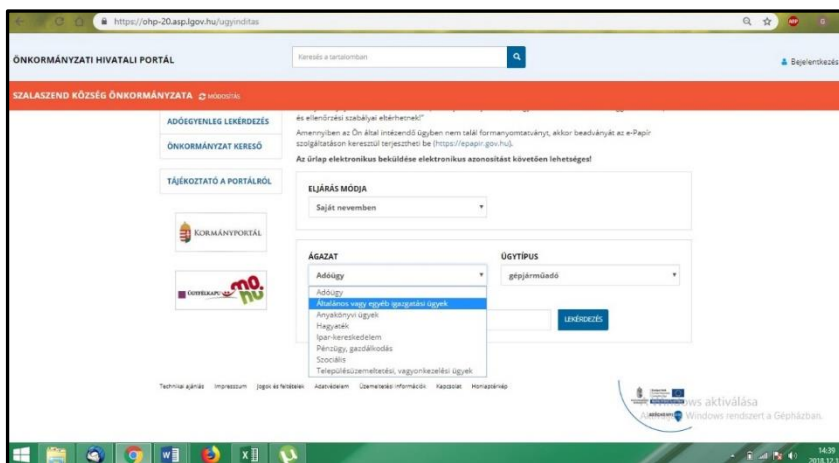 https://ohp-20.asp.lgov.hu/ugyinditas
ÖNKORMÁNYZATI HIVATALI PORTÁL
Keresés a tartalomban
Bejelentkezés
SZALASZEND KÖZSÉG ÖNKORMÁNYZATA MÓDOSÍTÁS
ADÓEGYENLEG LEKÉRDEZÉS
ÖNKORMÁNYZAT KERESŐ
TÁJÉKOZTATÓ A PORTÁLRÓL
KORMÁNYPORTÁL
ÜGYFÉLKAPU mo.hu
és ellenőrzési szabályai eltérhetnek!"
Amennyiben az Ön által intézendő ügyben nem talál formanyomtatványt, akkor beadványát az e-Papír
szolgáltatáson keresztül terjesztheti be (https://epapir.gov.hu).
Az űrlap elektronikus beküldése elektronikus azonosítást követően lehetséges!
ELJÁRÁS MÓDJA
Saját nevemben
ÁGAZAT
Adóügy
ÜGYTÍPUS
gépjárműadó
Adóügy
Általános vagy egyéb igazgatási ügyek
Anyakönyvi ügyek
Hagyaték
Ipar-kereskedelem
Pénzügy, gazdálkodás
Szociális
Településüzemeltetési, vagyonkezelési ügyek
LEKÉRDEZÉS
Technikai ajánlás Impresszum Jogok és feltételek Adatvédelem Üzemeltetési információk Kapcsolat Honlaptérkép
aktiválása
Windows rendszert a Gépházban.
14:39